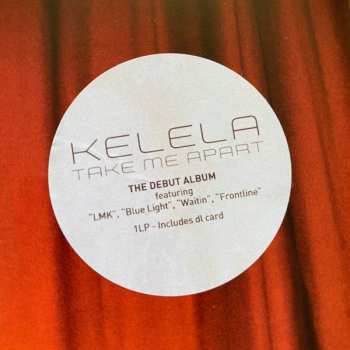 KELELA
TAKE ME APART
THE DEBUT ALBUM
featuring
"LMK", "Blue Light", "Waitin", "Frontline"
1LP - Includes dl card